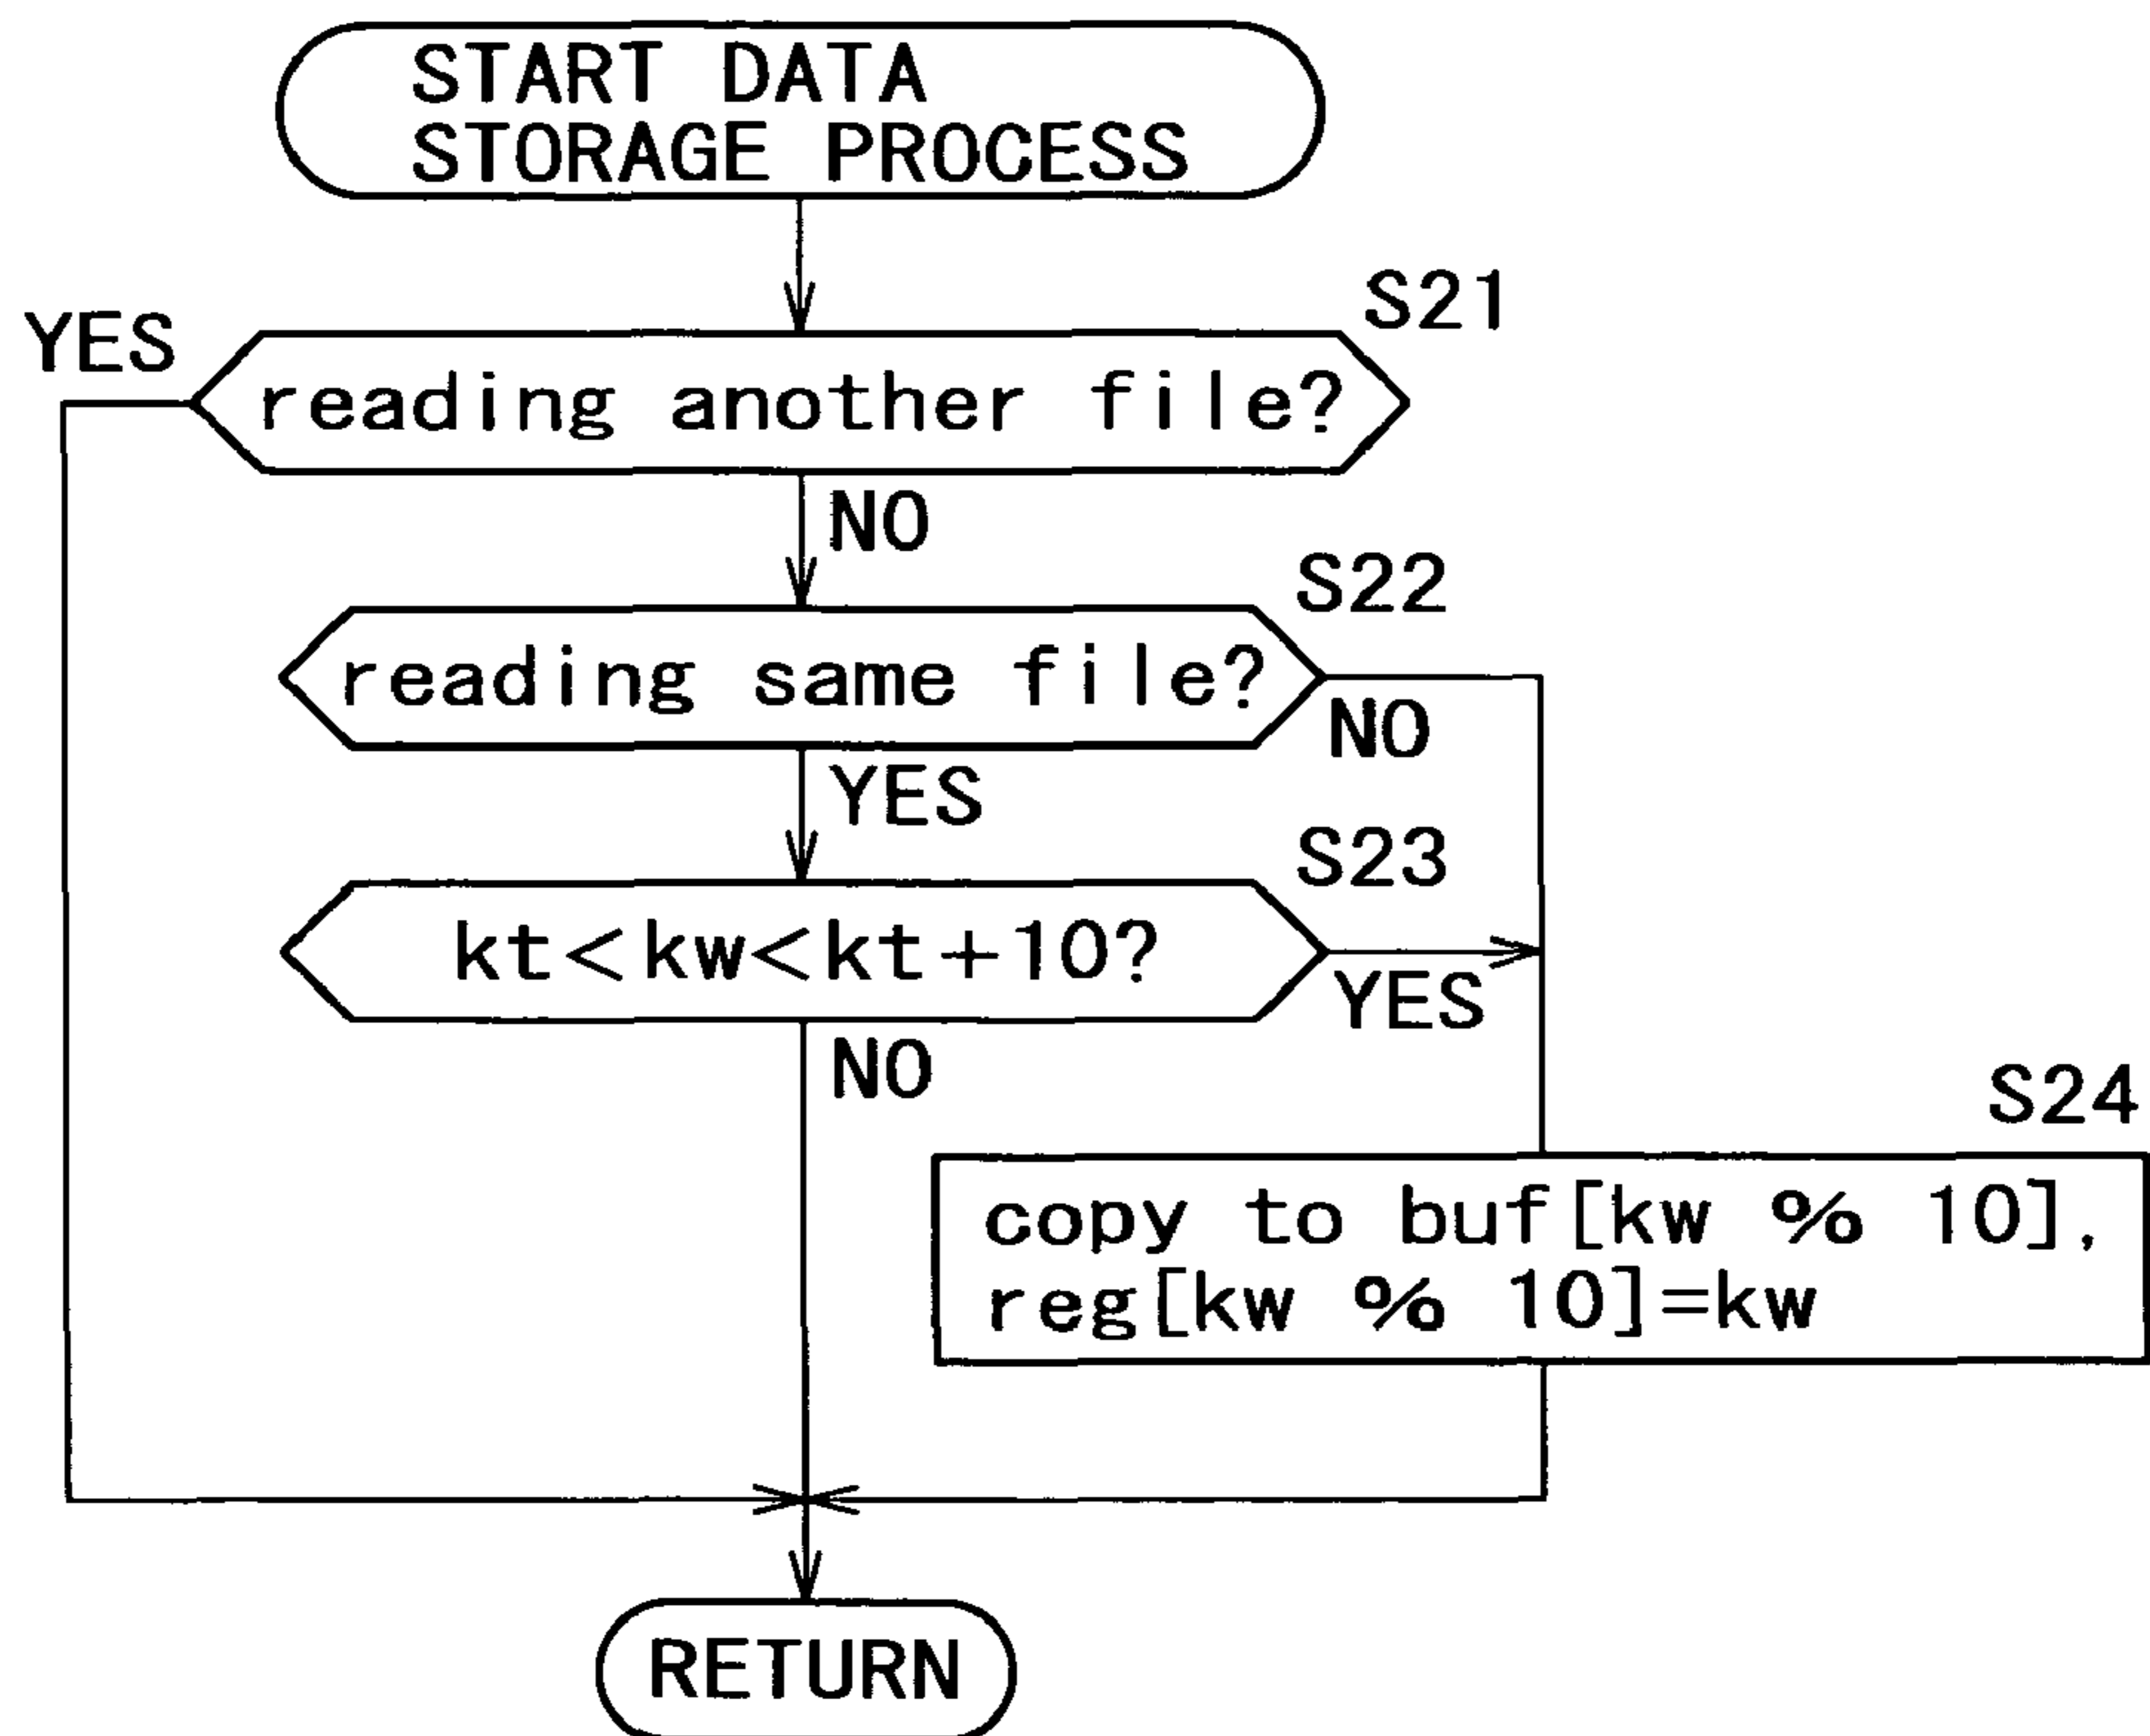 START DATA
STORAGE PROCESS
S21
YES
reading another file?
NO
S22
reading same file?
NO
YES
S23
kt<kw<kt+10?
YES
NO
S24
copy to buf[kw % 10],
reg[kw % 10]=kw
RETURN